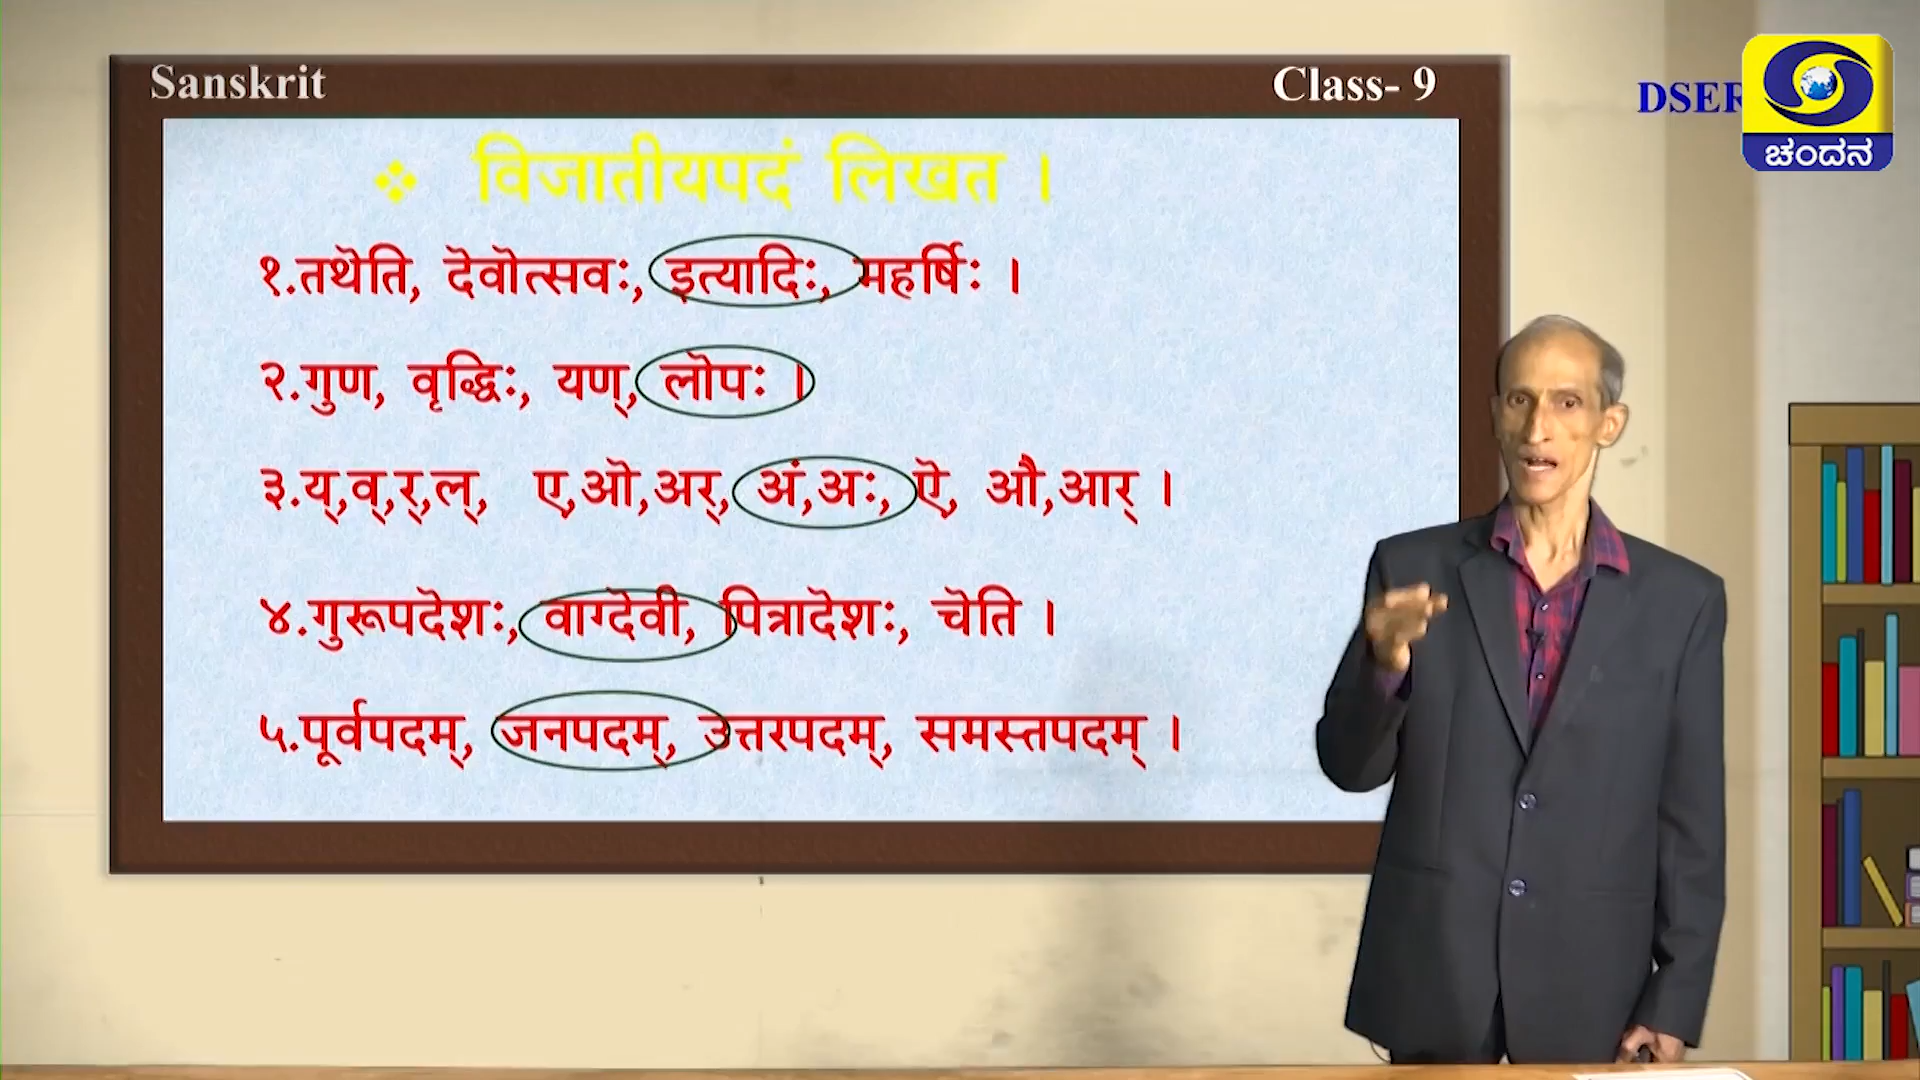 Sanskrit
Class- 9
DSER
ಚಂದನ
❖ विजातीयपदं लिखत ।
१.तथॆति, दॆवॊत्सवः, इत्यादिः, महर्षिः ।
२.गुण, वृद्धिः, यण्, लॊपः ।
३.य्,व्,र्,ल्, ए,ऒ,अर्, अं,अः, ऐ, औ,आर् ।
४.गुरूपदॆशः, वाग्दॆवी, पित्रादॆशः, चॆति ।
५.पूर्वपदम्, जनपदम्, उत्तरपदम्, समस्तपदम् ।